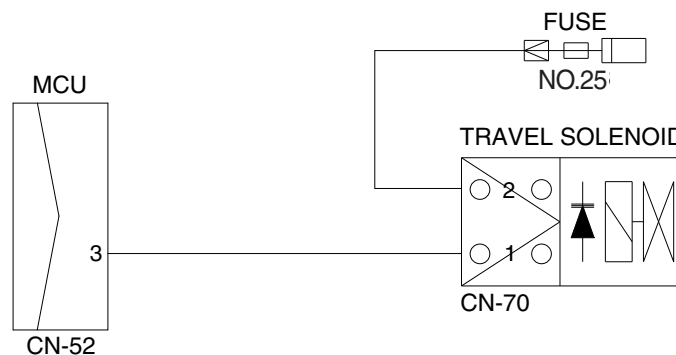 FUSE
NO.25
MCU
TRAVEL SOLENOID
2
3
1
CN-70
CN-52